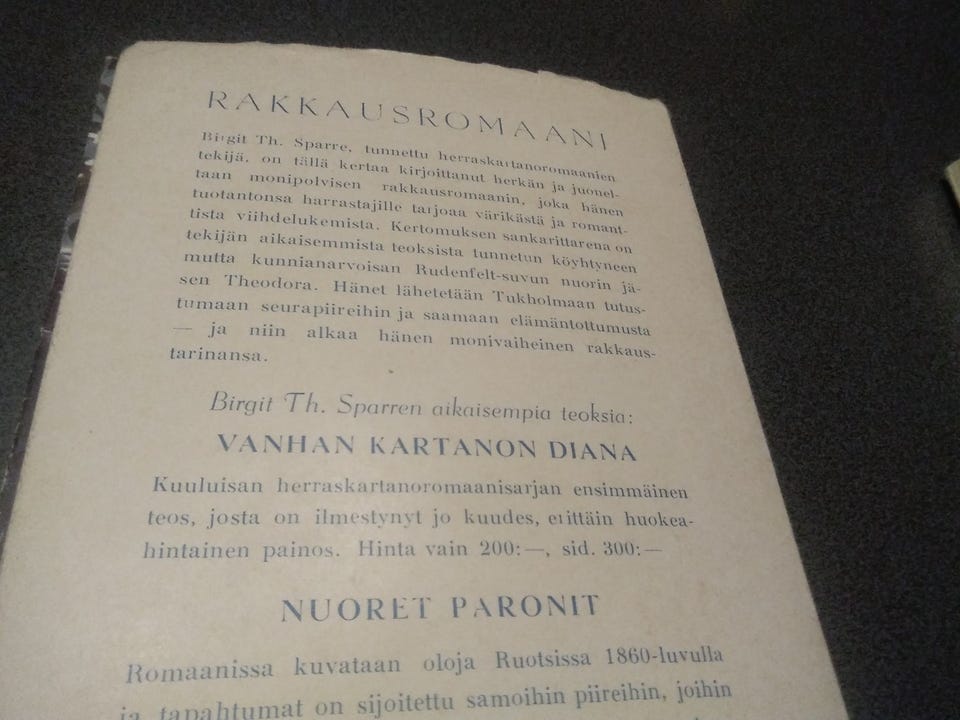 RAKKAUSROMAANI
Birgit Th. Sparre, tunnettu herraskartanoromaanien
tekijä, on tällä kertaa kirjoittanut herkän ja juonel-
taan monipolvisen rakkausromaanin, joka hänen
tuotantonsa harrastajille tarjoaa värikästä ja romant-
tista viihdelukemista. Kertomuksen sankarittarena on
tekijän aikaisemmista teoksista tunnetun köyhtyneen
mutta kunnianarvoisan Rudenfelt-suvun nuorin jä-
sen Theodora. Hänet lähetetään Tukholmaan tutus-
tumaan seurapiireihin ja saamaan elämäntottumusta
— ja niin alkaa hänen monivaiheinen rakkaus-
tarinansa.
Birgit Th. Sparren aikaisempia teoksia:
VANHAN KARTANON DIANA
Kuuluisan herraskartanoromaanisarjan ensimmäinen
teos, josta on ilmestynyt jo kuudes, erittäin huokea-
hintainen painos. Hinta vain 200:—, sid. 300:—
NUORET PARONIT
Romaanissa kuvataan oloja Ruotsissa 1860-luvulla
ja tapahtumat on sijoitettu samoihin piireihin, joihin